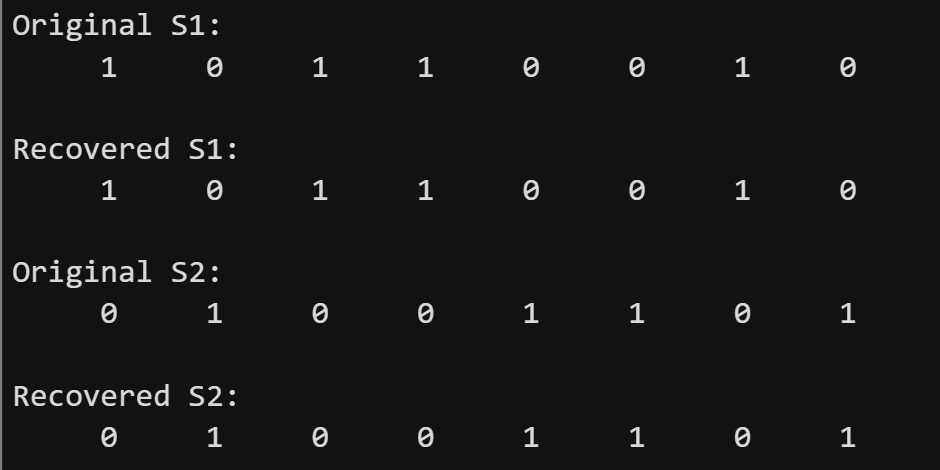 Original S1:
1 0 1 1 0 0 1 0
Recovered S1:
1 0 1 1 0 0 1 0
Original S2:
0 1 0 0 1 1 0 1
Recovered S2:
0 1 0 0 1 1 0 1